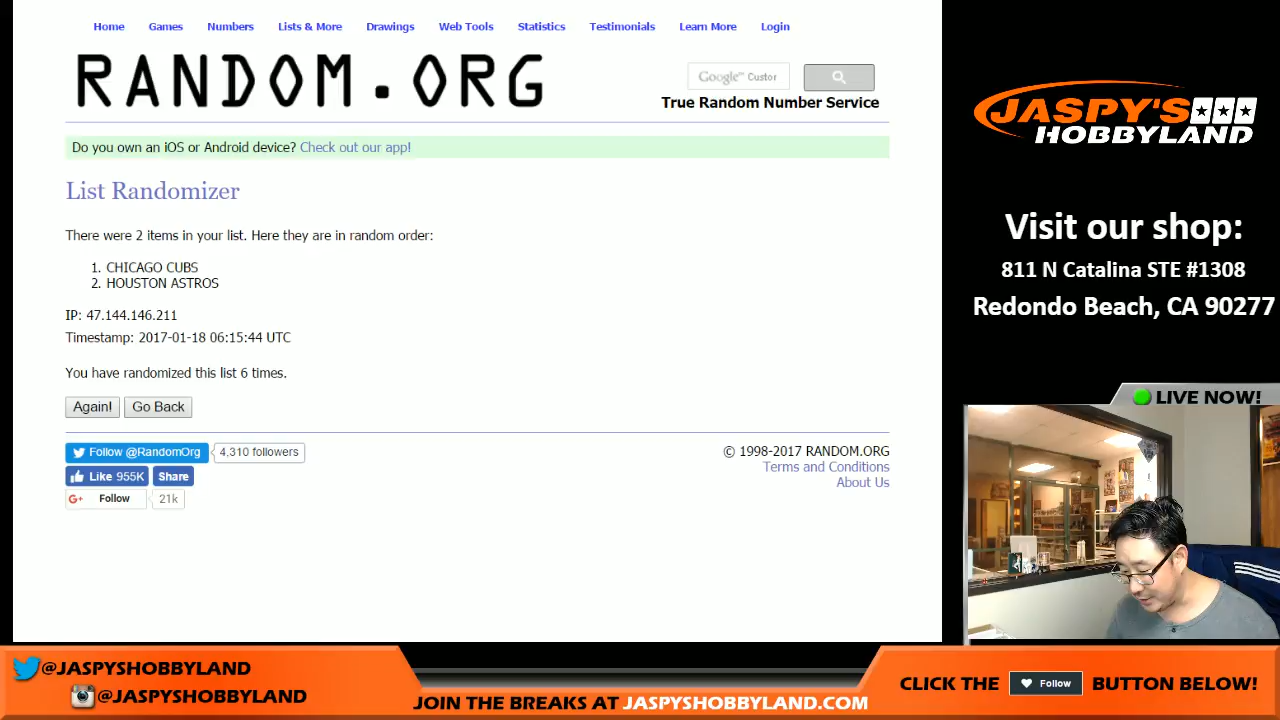 Home Games Numbers Lists & More Drawings Web Tools Statistics Testimonials Learn More Login
RANDOM.ORG
Google™ Custor
True Random Number Service
Do you own an iOS or Android device? Check out our app!
List Randomizer
There were 2 items in your list. Here they are in random order:
1. CHICAGO CUBS
2. HOUSTON ASTROS
IP: 47.144.146.211
Timestamp: 2017-01-18 06:15:44 UTC
You have randomized this list 6 times.
Again! Go Back
Follow @RandomOrg 4,310 followers
Like 955K Share
G+ Follow 21k
© 1998-2017 RANDOM.ORG
Terms and Conditions
About Us
JASPY'S
HOBBYLAND
Visit our shop:
811 N Catalina STE #1308
Redondo Beach, CA 90277
LIVE NOW!
@JASPYSHOBBYLAND
@JASPYSHOBBYLAND
JOIN THE BREAKS AT JASPYSHOBBYLAND.COM
CLICK THE Follow BUTTON BELOW!